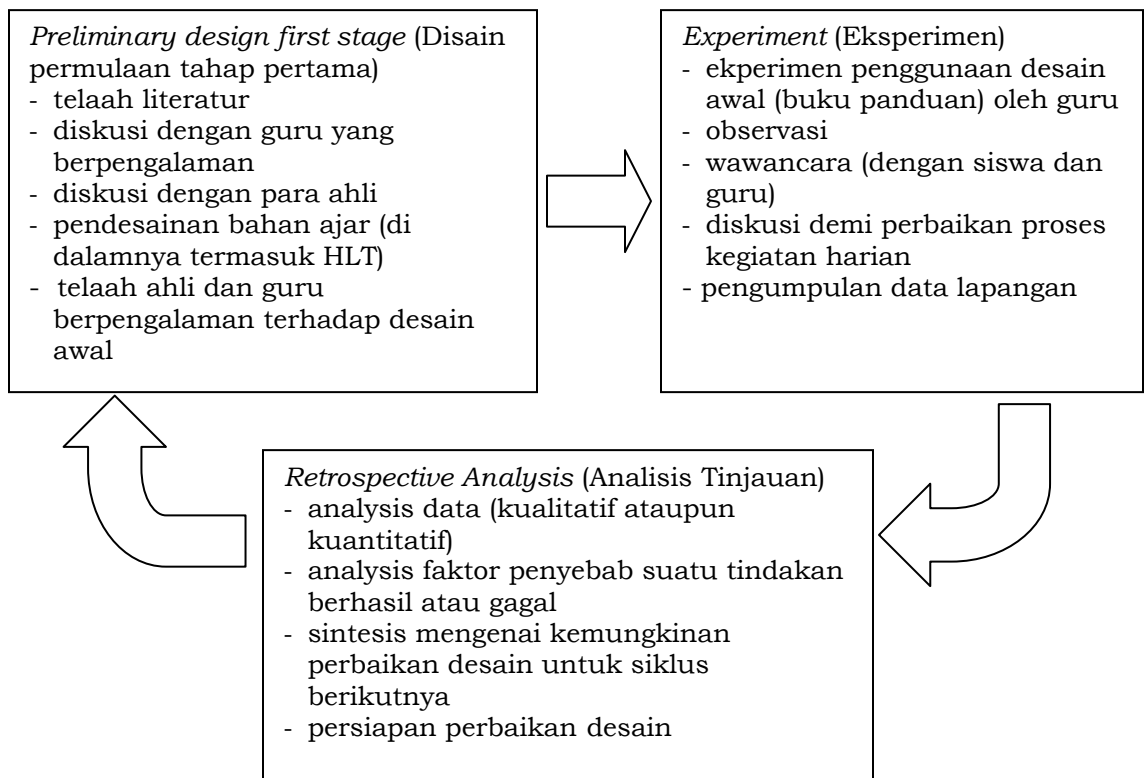 Preliminary design first stage (Disain
permulaan tahap pertama)
- telaah literatur
- diskusi dengan guru yang
berpengalaman
- diskusi dengan para ahli
- pendesainan bahan ajar (di
dalamnya termasuk HLT)
- telaah ahli dan guru
berpengalaman terhadap desain
awal
Experiment (Eksperimen)
- ekperimen penggunaan desain
awal (buku panduan) oleh guru
- observasi
- wawancara (dengan siswa dan
guru)
- diskusi demi perbaikan proses
kegiatan harian
- pengumpulan data lapangan
Retrospective Analysis (Analisis Tinjauan)
- analysis data (kualitatif ataupun
kuantitatif)
- analysis faktor penyebab suatu tindakan
berhasil atau gagal
- sintesis mengenai kemungkinan
perbaikan desain untuk siklus
berikutnya
- persiapan perbaikan desain